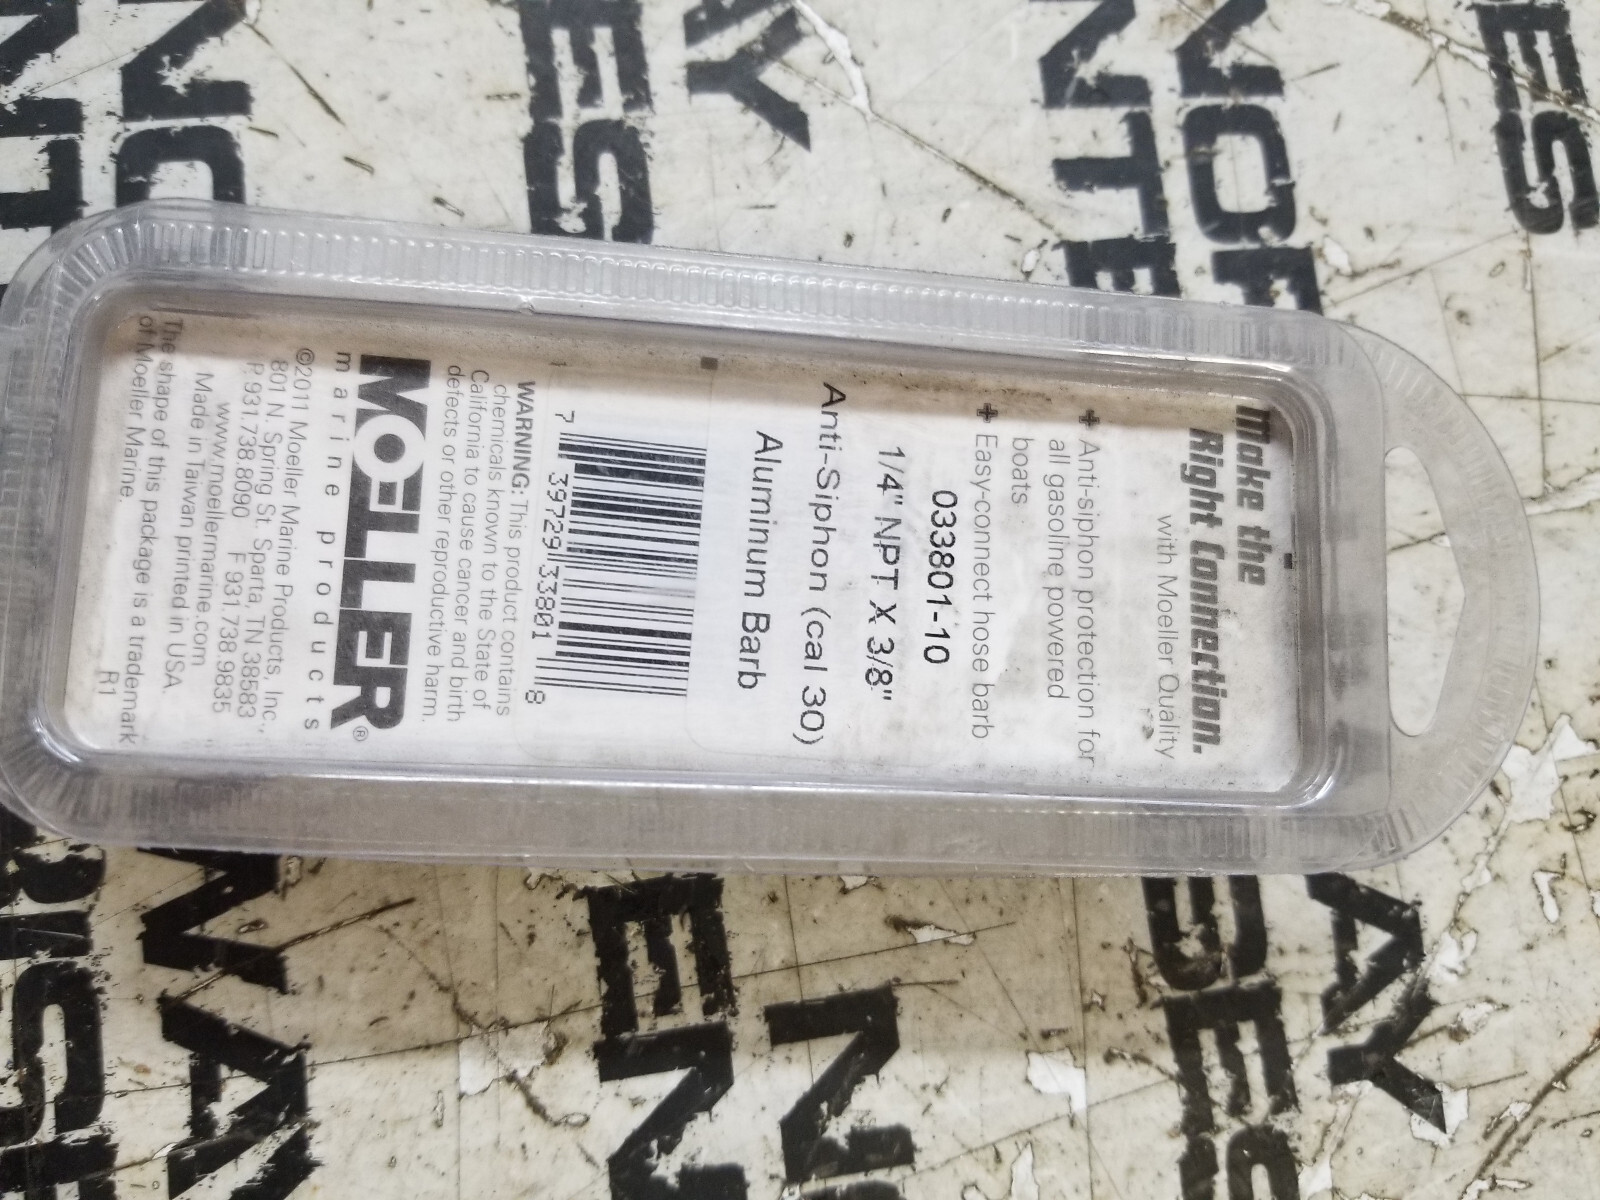 Make the
Right Connection.
with Moeller Quality
✚ Anti-siphon protection for
all gasoline powered
boats
✚ Easy-connect hose barb
033801-10
1/4" NPT X 3/8"
Anti-Siphon (cal 30)
Aluminum Barb
7 39729 33801 8
WARNING: This product contains
chemicals known to the State of
California to cause cancer and birth
defects or other reproductive harm.
MOELLER®
marine products
©2011 Moeller Marine Products, Inc.,
801 N. Spring St. Sparta, TN 38583
P. 931.738.8090 F 931.738.9835
www.moellermarine.com
Made in Taiwan printed in USA.
The shape of this package is a trademark
of Moeller Marine.
R1